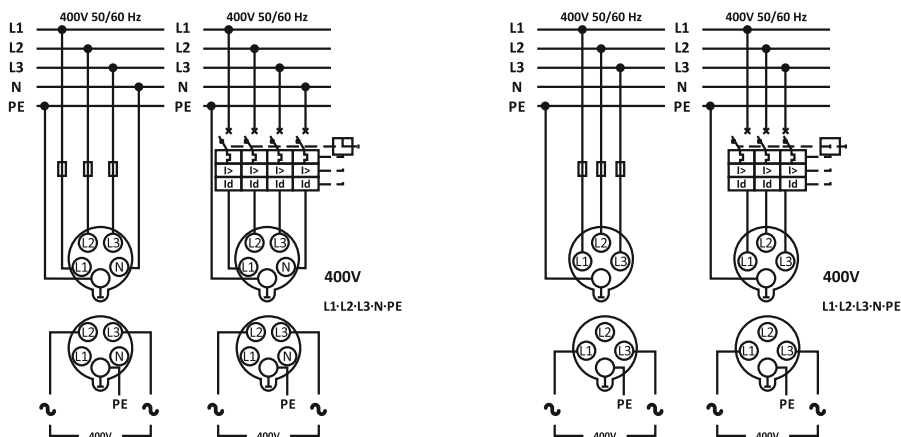 400V 50/60 Hz 400V 50/60 Hz 400V 50/60 Hz 400V 50/60 Hz
L1 L1 L1 L1
L2 L2 L2 L2
L3 L3 L3 L3
N N N N
PE PE PE PE
I> I> I> I> I> I> I>
Id Id Id Id Id Id Id
L2 L3 L2 L3 L2 L2
L1 N L1 N L1 L3 L1 L3
400V 400V
L1·L2·L3·N·PE L1·L2·L3·N·PE
L2 L3 L2 L3 L2 L2
L1 N L1 N L1 L3 L1 L3
PE PE PE PE
400V 400V 400V 400V